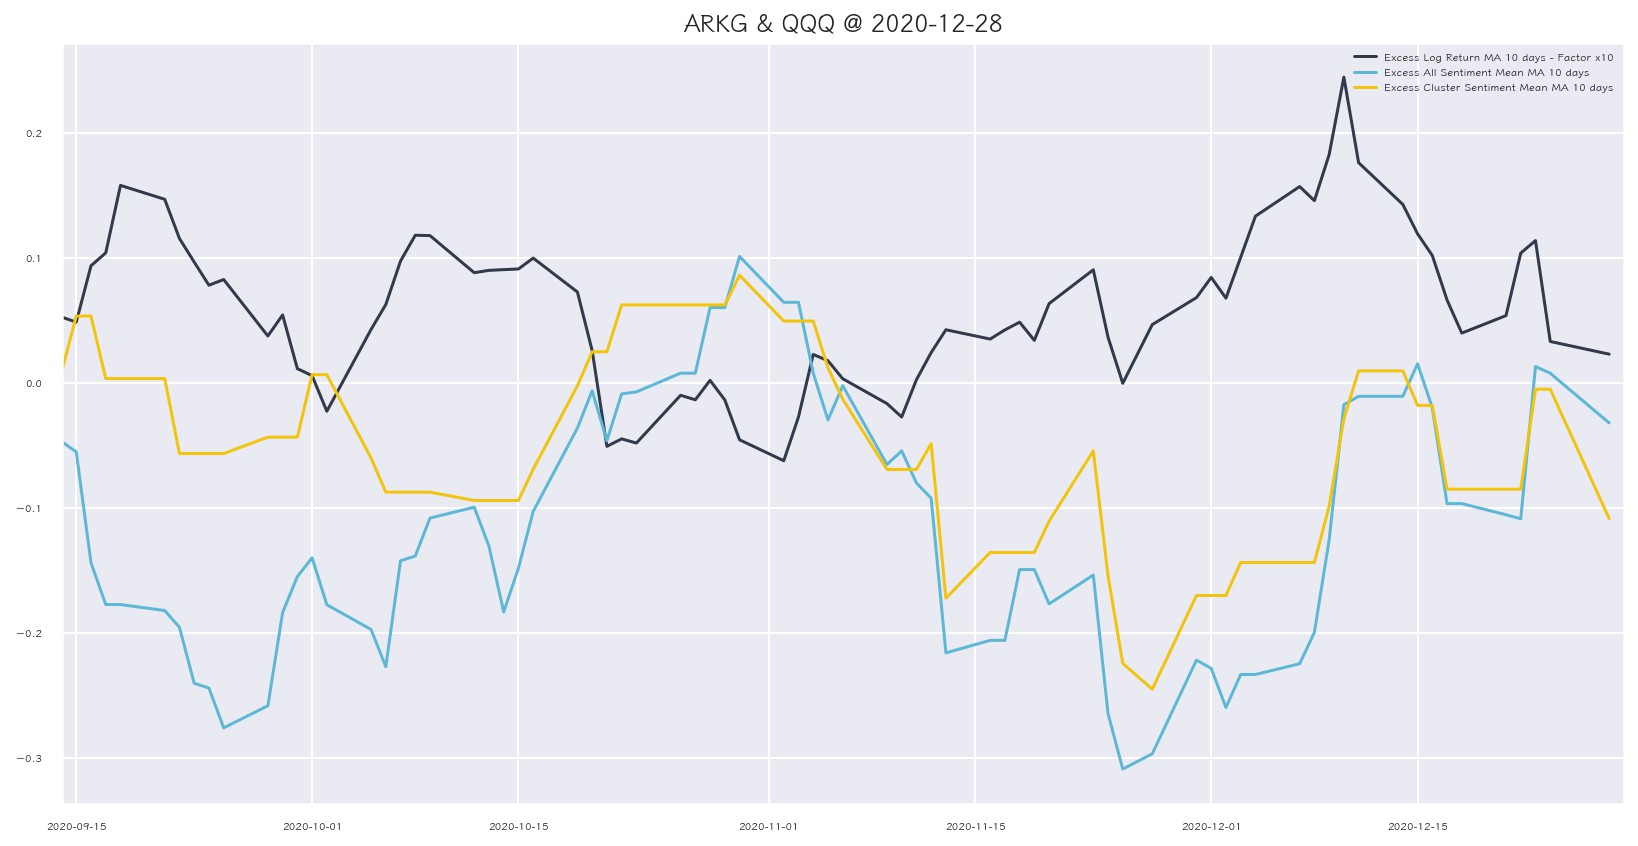 ARKG & QQQ @ 2020-12-28
Excess Log Return MA 10 days - Factor x10
Excess All Sentiment Mean MA 10 days
Excess Cluster Sentiment Mean MA 10 days
0.2
0.1
0.0
−0.1
−0.2
−0.3
2020-09-15 2020-10-01 2020-10-15 2020-11-01 2020-11-15 2020-12-01 2020-12-15